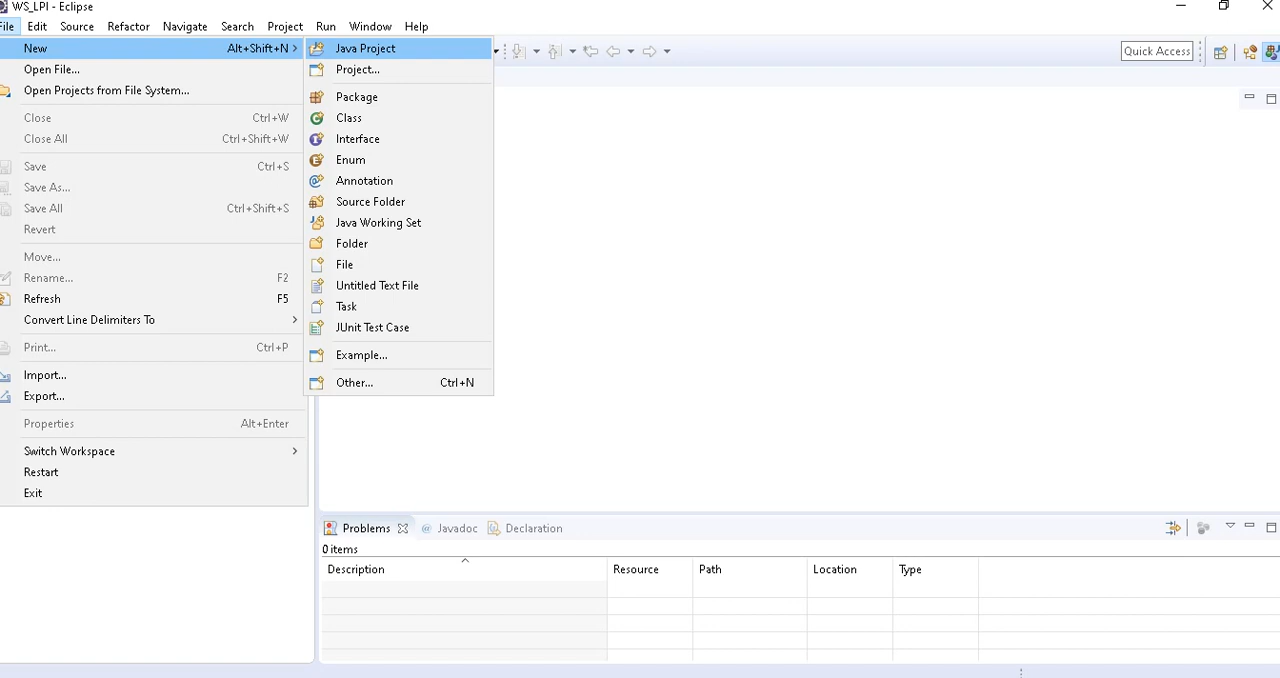 WS_LPI - Eclipse
File Edit Source Refactor Navigate Search Project Run Window Help
New Alt+Shift+N
Open File...
Open Projects from File System...
Close Ctrl+W
Close All Ctrl+Shift+W
Save Ctrl+S
Save As...
Save All Ctrl+Shift+S
Revert
Move...
Rename... F2
Refresh F5
Convert Line Delimiters To
Print... Ctrl+P
Import...
Export...
Properties Alt+Enter
Switch Workspace
Restart
Exit
Java Project
Project...
Package
Class
Interface
Enum
Annotation
Source Folder
Java Working Set
Folder
File
Untitled Text File
Task
JUnit Test Case
Example...
Other... Ctrl+N
Quick Access
Problems Javadoc Declaration
0 items
Description Resource Path Location Type